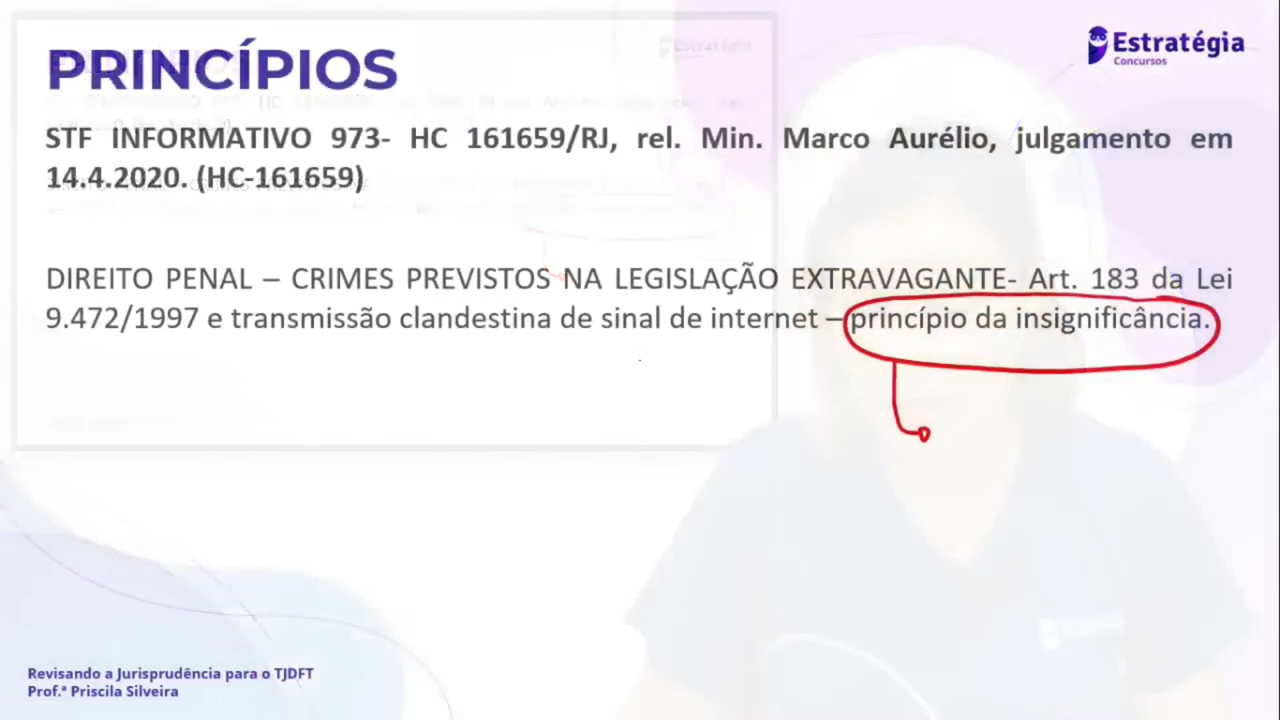 PRINCÍPIOS
Estratégia
Concursos
STF INFORMATIVO 973- HC 161659/RJ, rel. Min. Marco Aurélio, julgamento em
14.4.2020. (HC-161659)
DIREITO PENAL – CRIMES PREVISTOS NA LEGISLAÇÃO EXTRAVAGANTE- Art. 183 da Lei
9.472/1997 e transmissão clandestina de sinal de internet – princípio da insignificância.
Revisando a Jurisprudência para o TJDFT
Prof.ª Priscila Silveira